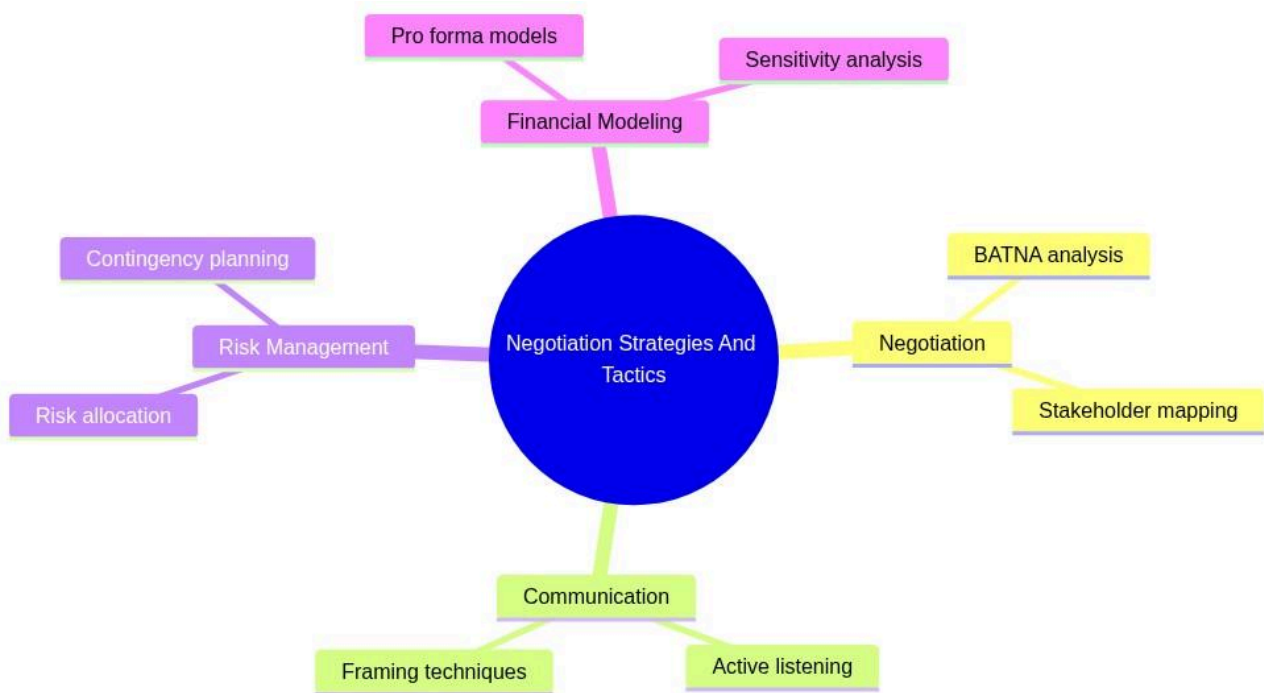 Pro forma models
Sensitivity analysis
Financial Modeling
Contingency planning
BATNA analysis
Risk Management
Negotiation Strategies And
Tactics
Negotiation
Risk allocation
Stakeholder mapping
Communication
Framing techniques
Active listening